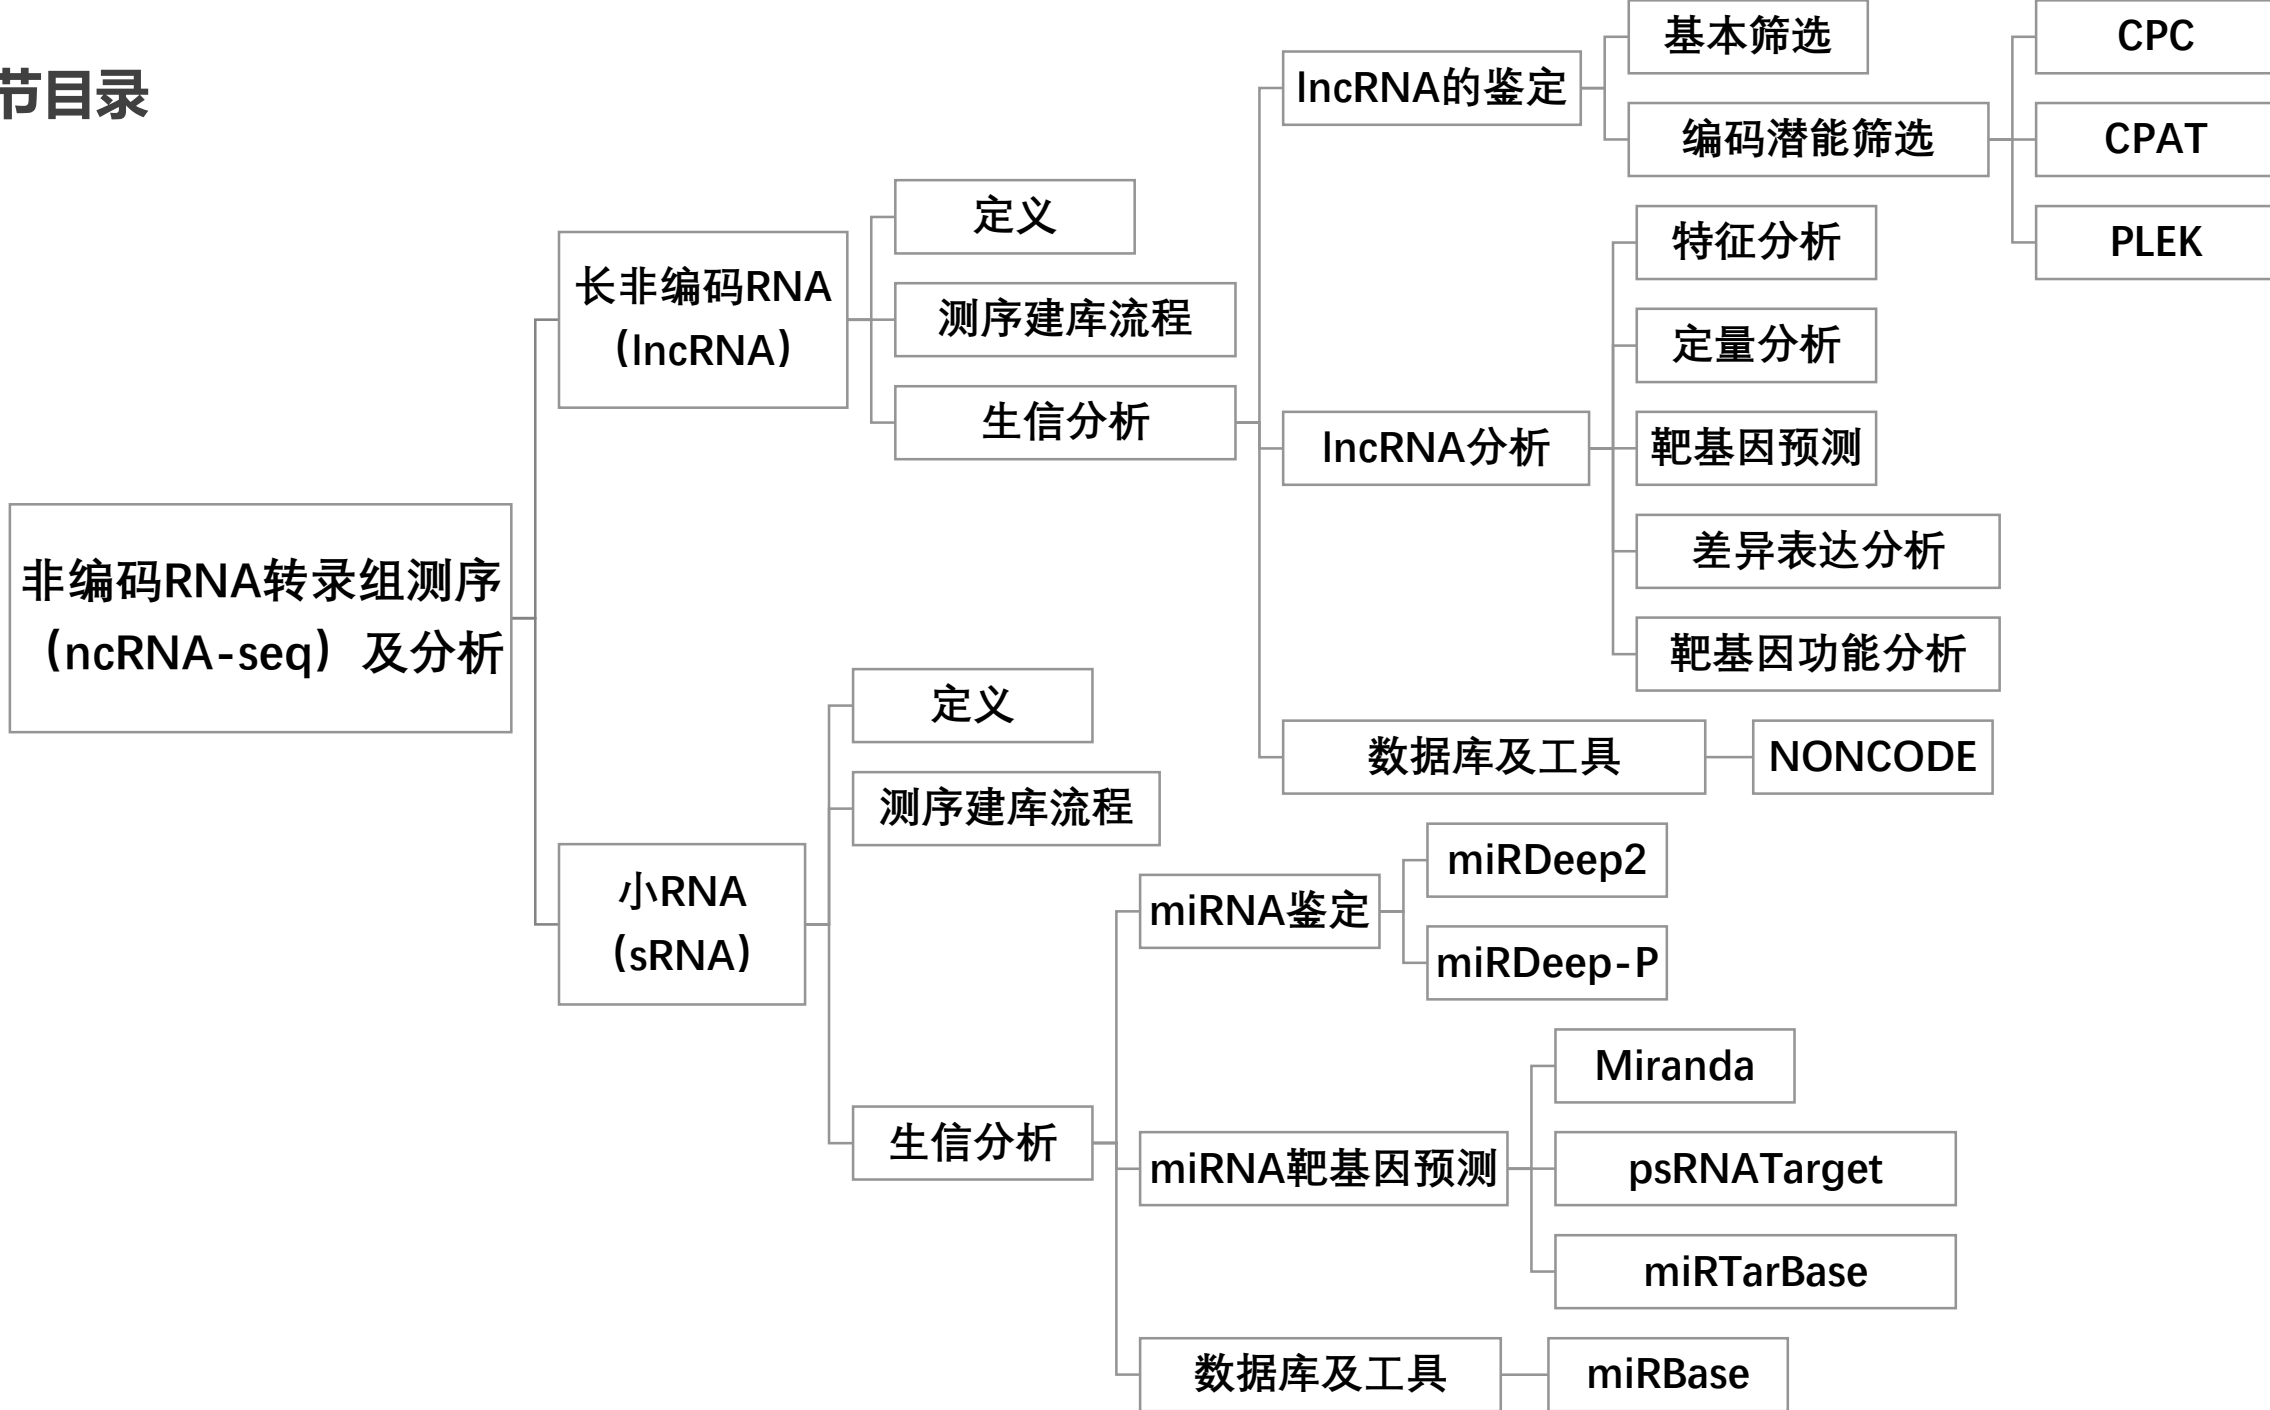 节目录
非编码RNA转录组测序
（ncRNA-seq）及分析
长非编码RNA
（lncRNA）
定义
测序建库流程
生信分析
lncRNA的鉴定
基本筛选
编码潜能筛选
CPC
CPAT
PLEK
lncRNA分析
特征分析
定量分析
靶基因预测
差异表达分析
靶基因功能分析
数据库及工具
NONCODE
小RNA
（sRNA）
定义
测序建库流程
生信分析
miRNA鉴定
miRDeep2
miRDeep-P
miRNA靶基因预测
Miranda
psRNATarget
miRTarBase
数据库及工具
miRBase